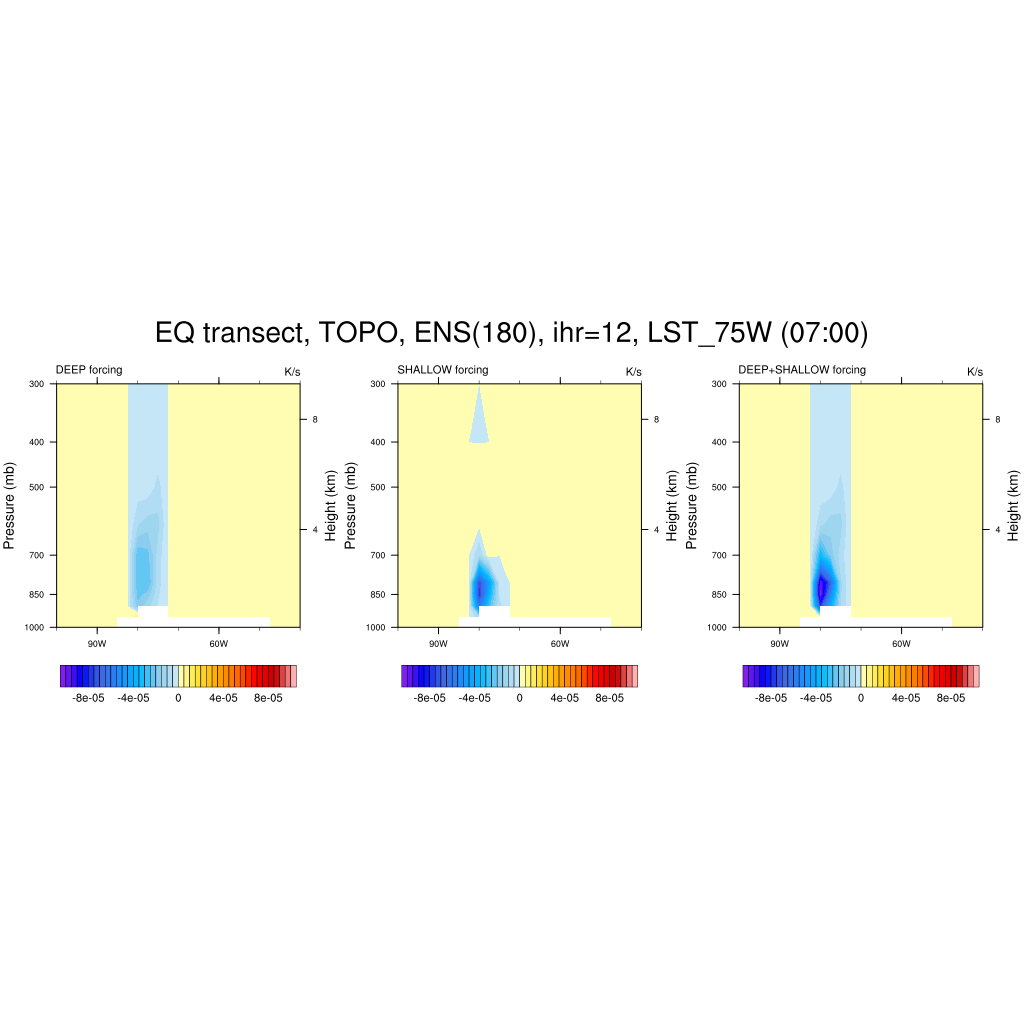 EQ transect, TOPO, ENS(180), ihr=12, LST_75W (07:00)
DEEP forcing K/s
300
400
500
700
850
1000
Pressure (mb)
8
4
Height (km)
90W 60W
-8e-05 -4e-05 0 4e-05 8e-05
SHALLOW forcing K/s
300
400
500
700
850
1000
Pressure (mb)
8
4
Height (km)
90W 60W
-8e-05 -4e-05 0 4e-05 8e-05
DEEP+SHALLOW forcing K/s
300
400
500
700
850
1000
Pressure (mb)
8
4
Height (km)
90W 60W
-8e-05 -4e-05 0 4e-05 8e-05